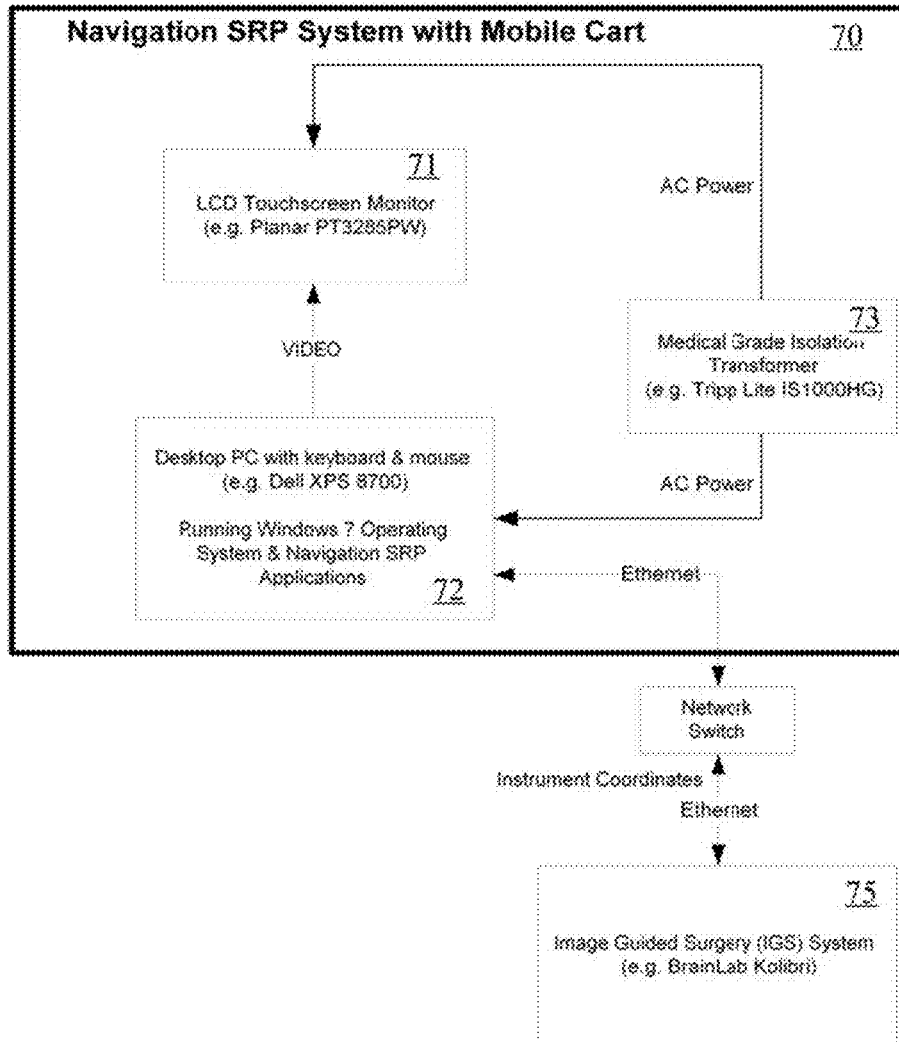 Navigation SRP System with Mobile Cart
70
71
LCD Touchscreen Monitor
(e.g. Planar PT3285PW)
AC Power
73
Medical Grade Isolation
Transformer
(e.g. Tripp Lite IS1000HG)
VIDEO
Desktop PC with keyboard & mouse
(e.g. Dell XPS 8700)
AC Power
Running Windows 7 Operating
System & Navigation SRP
Applications
72
Ethernet
Network
Switch
Instrument Coordinates
Ethernet
75
Image Guided Surgery (IGS) System
(e.g. BrainLab Kolibri)